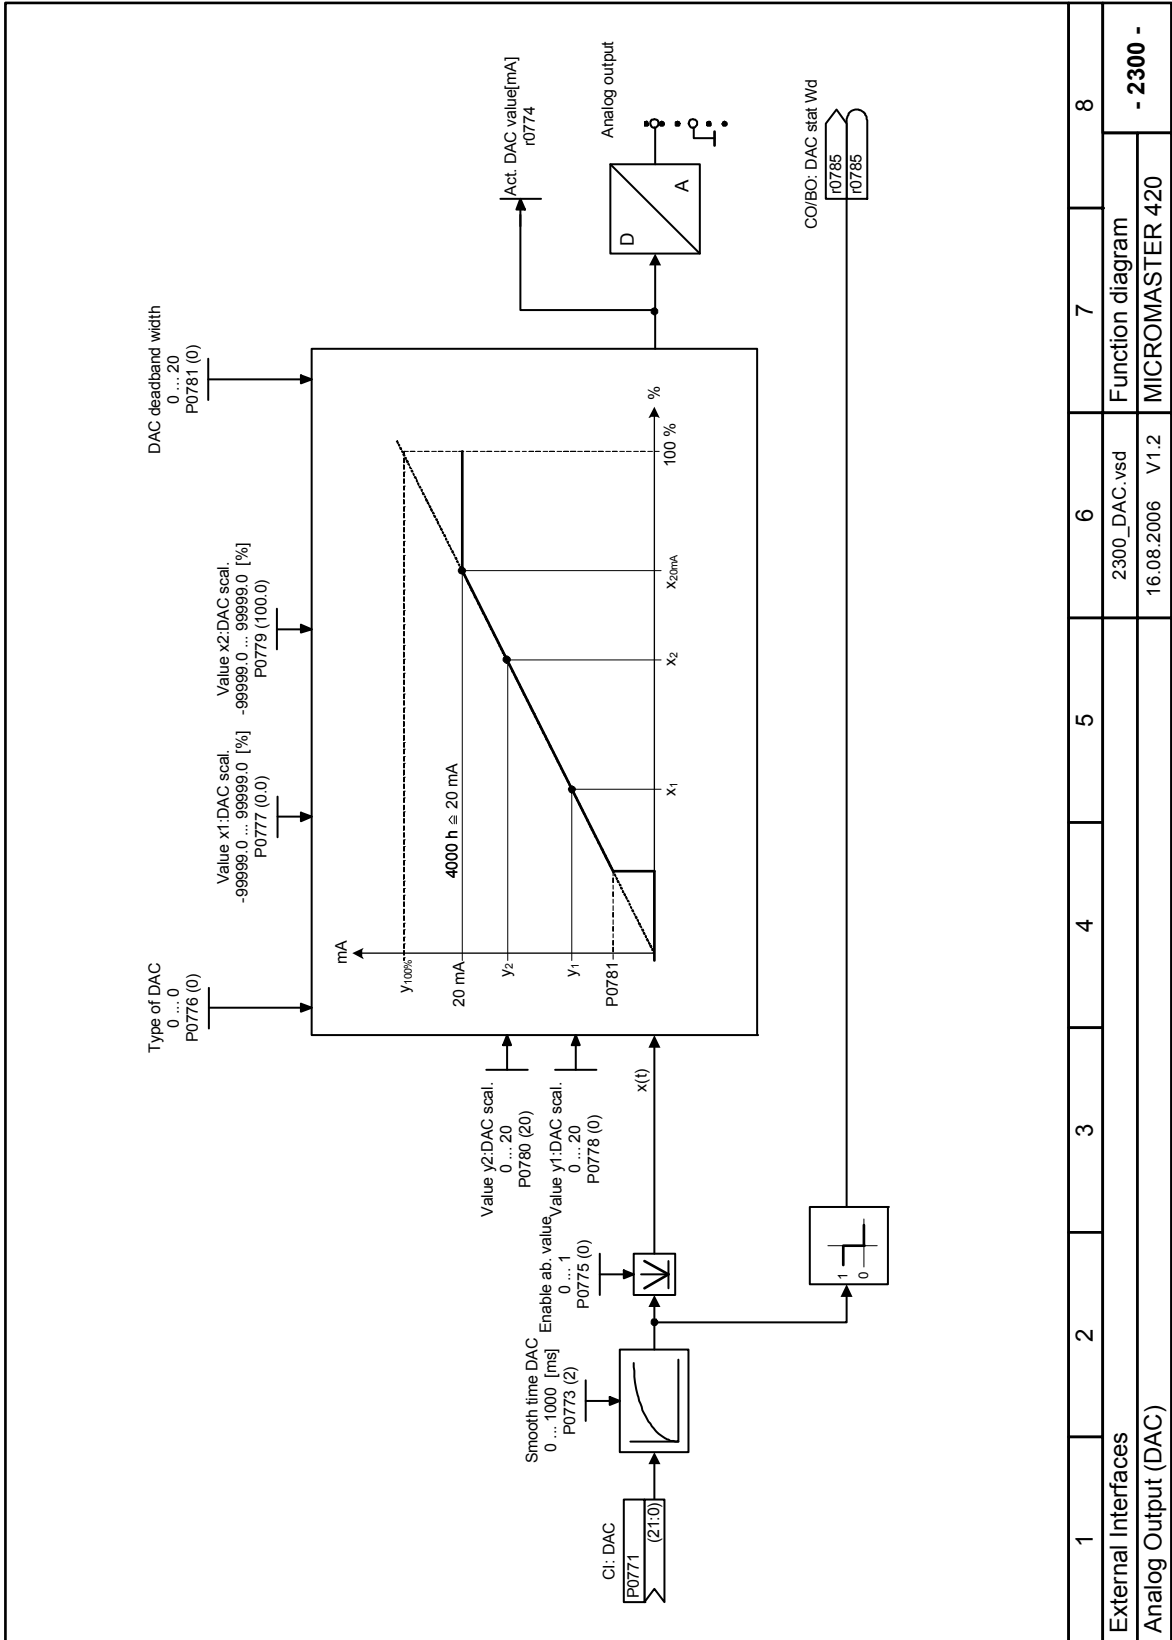 Type of DAC
0 ... 0
P0776 (0)
Value x1:DAC scal.
-99999.0 ... 99999.0 [%]
P0777 (0.0)
Value x2:DAC scal.
-99999.0 ... 99999.0 [%]
P0779 (100.0)
DAC deadband width
0 ... 20
P0781 (0)
Act. DAC value[mA]
r0774
Analog output
D
A
mA
y100%
20 mA
y2
y1
P0781
4000 h ≙ 20 mA
x1
x2
x20mA
100 %
%
Value y2:DAC scal.
0 ... 20
P0780 (20)
Value y1:DAC scal.
0 ... 20
P0778 (0)
x(t)
Enable ab. value
0 ... 1
P0775 (0)
Smooth time DAC
0 ... 1000 [ms]
P0773 (2)
CI: DAC
P0771
(21:0)
1
0
CO/BO: DAC stat Wd
r0785
r0785
1
2
3
4
5
6
7
8
External Interfaces
2300_DAC.vsd
Function diagram
- 2300 -
Analog Output (DAC)
16.08.2006 V1.2
MICROMASTER 420